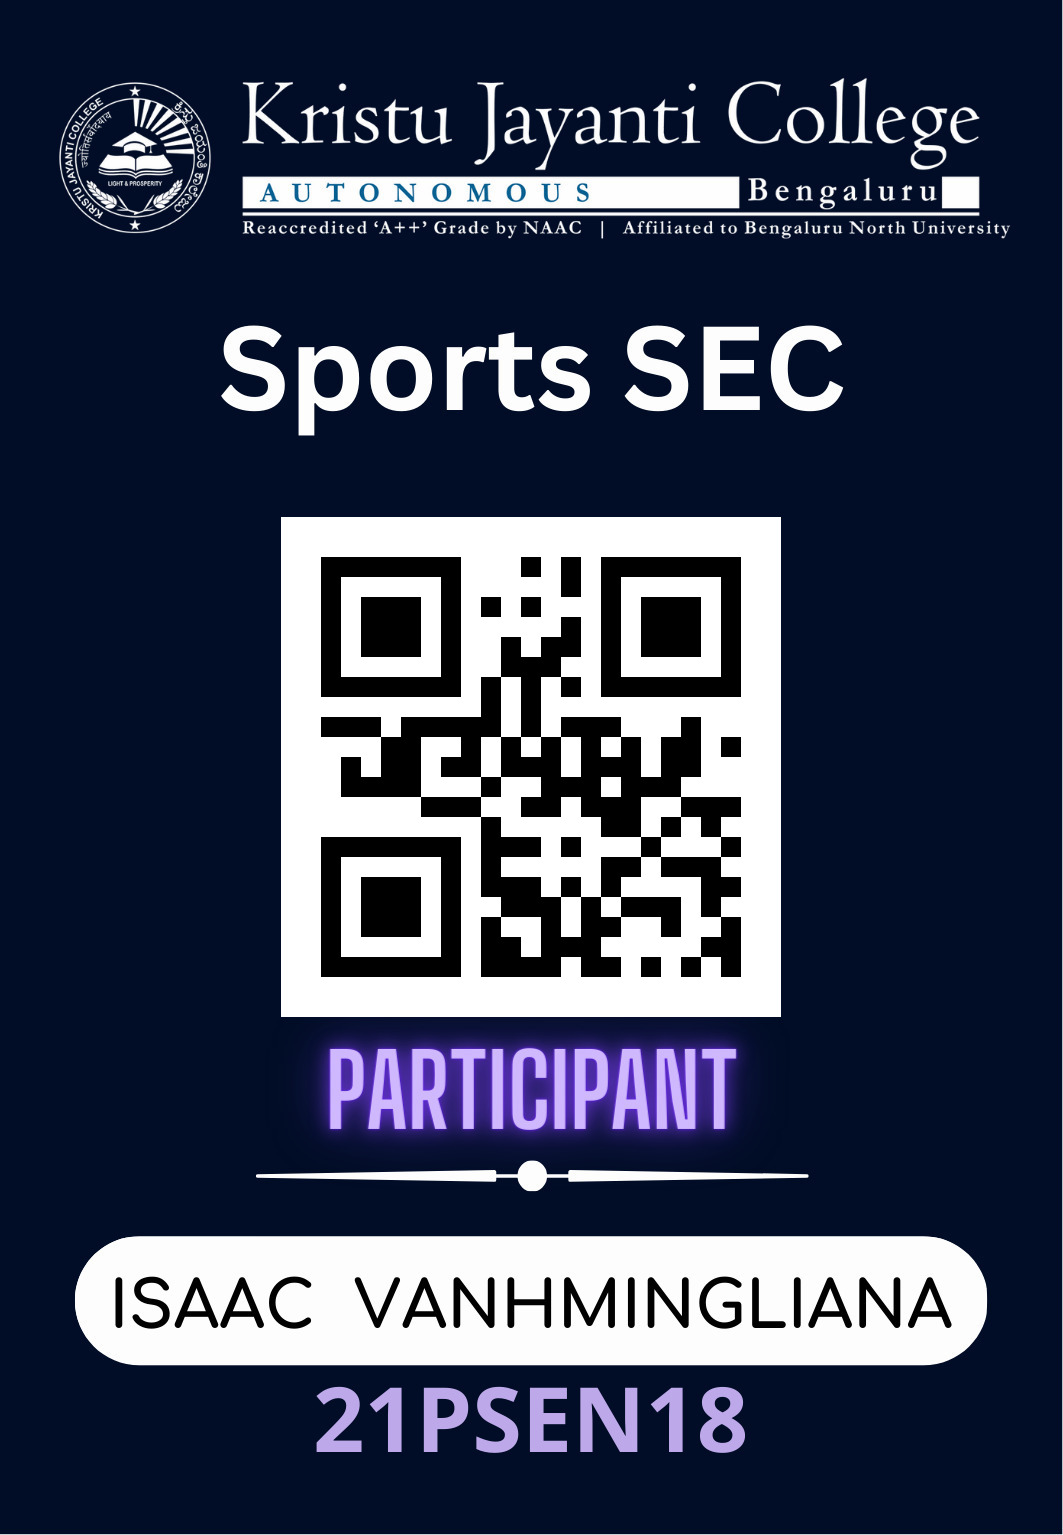 KRISTU JAYANTI COLLEGE
ಕ್ರಿಸ್ತು ಜಯಂತಿ ಕಾಲೇಜು
LIGHT & PROSPERITY
Kristu Jayanti College
AUTONOMOUS Bengaluru
Reaccredited ‘A++’ Grade by NAAC | Affiliated to Bengaluru North University
Sports SEC
PARTICIPANT
ISAAC VANHMINGLIANA
21PSEN18